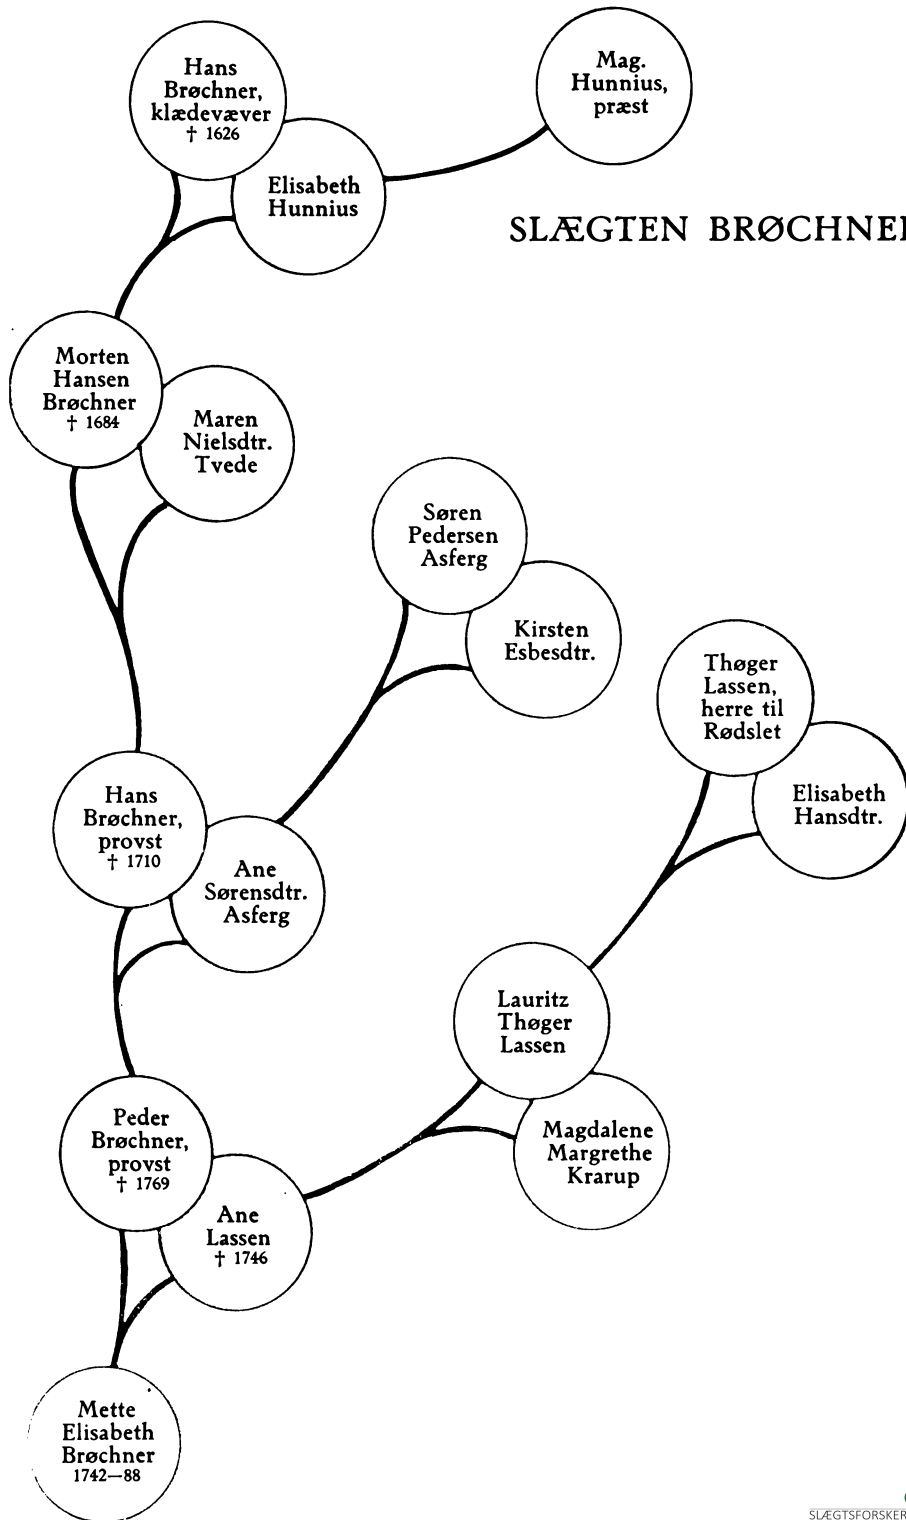 Hans
Brøchner,
klædevæver
† 1626
Mag.
Hunnius,
præst
Elisabeth
Hunnius
SLÆGTEN BRØCHNE
Morten
Hansen
Brøchner
† 1684
Maren
Nielsdtr.
Tvede
Søren
Pedersen
Asferg
Kirsten
Esbesdtr.
Thøger
Lassen,
herre til
Rødslet
Elisabeth
Hansdtr.
Hans
Brøchner,
provst
† 1710
Ane
Sørensdtr.
Asferg
Lauritz
Thøger
Lassen
Magdalene
Margrethe
Krarup
Peder
Brøchner,
provst
† 1769
Ane
Lassen
† 1746
Mette
Elisabeth
Brøchner
1742—88
SLÆGTSFORSKER